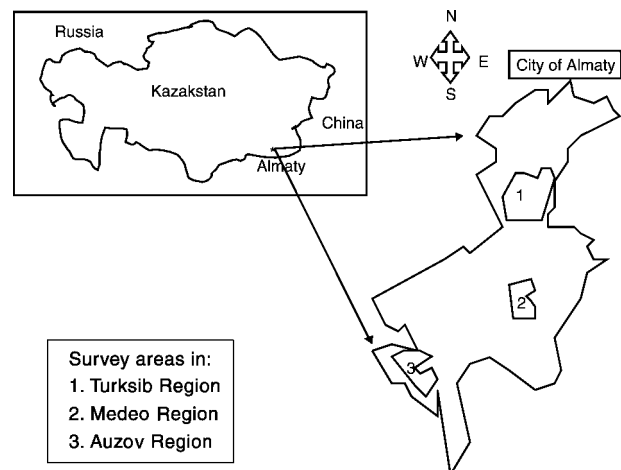 Russia
Kazakstan
China
Almaty
N
W E
S
City of Almaty
1
2
3
Survey areas in:
1. Turksib Region
2. Medeo Region
3. Auzov Region